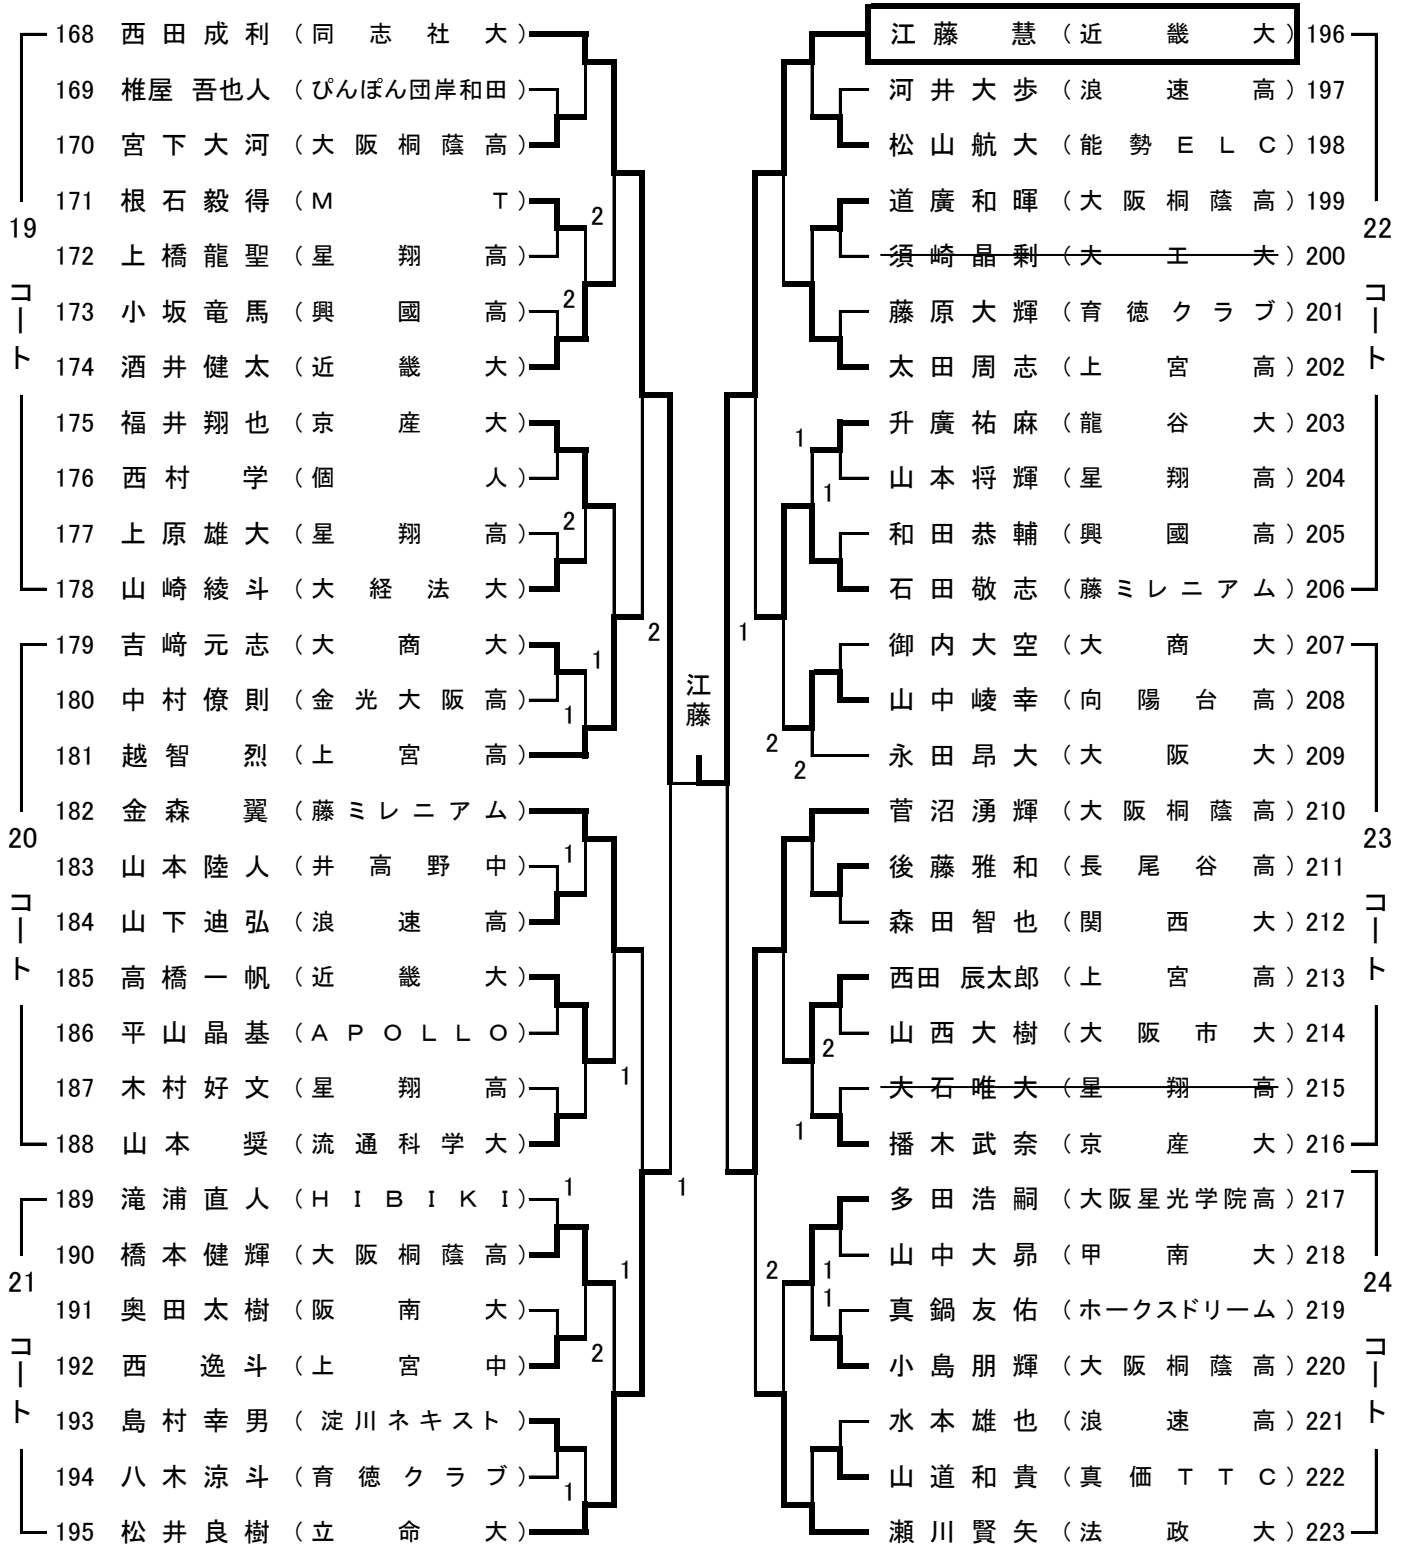 168 西田成利 (同志社大)
169 椎屋 吾也人 (ぴんぽん団岸和田)
170 宮下大河 (大阪桐蔭高)
171 根石毅得 (MT)
2
19
172 上橋龍聖 (星翔高)
コート
173 小坂竜馬 (興國高)
2
174 酒井健太 (近畿大)
175 福井翔也 (京産大)
176 西村学 (個人)
177 上原雄大 (星翔高)
2
178 山崎綾斗 (大経法大)
2
179 吉﨑元志 (大商大)
1
180 中村僚則 (金光大阪高)
1
181 越智烈 (上宮高)
182 金森翼 (藤ミレニアム)
20
183 山本陸人 (井高野中)
1
コート
184 山下迪弘 (浪速高)
185 高橋一帆 (近畿大)
186 平山晶基 (APOLLO)
1
187 木村好文 (星翔高)
188 山本奨 (流通科学大)
1
189 滝浦直人 (HIBIKI)
1
190 橋本健輝 (大阪桐蔭高)
1
21
191 奥田太樹 (阪南大)
コート
2
192 西逸斗 (上宮中)
193 島村幸男 (淀川ネキスト)
194 八木涼斗 (育徳クラブ)
1
195 松井良樹 (立命大)
江藤
江藤慧 (近畿大) 196
河井大歩 (浪速高) 197
松山航大 (能勢ELC) 198
道廣和暉 (大阪桐蔭高) 199
22
須崎晶剰 (大工大) 200
コート
藤原大輝 (育徳クラブ) 201
太田周志 (上宮高) 202
升廣祐麻 (龍谷大) 203
1
山本将輝 (星翔高) 204
1
和田恭輔 (興國高) 205
石田敬志 (藤ミレニアム) 206
1
御内大空 (大商大) 207
山中崚幸 (向陽台高) 208
2
永田昂大 (大阪大) 209
2
菅沼湧輝 (大阪桐蔭高) 210
23
後藤雅和 (長尾谷高) 211
コート
森田智也 (関西大) 212
西田 辰太郎 (上宮高) 213
山西大樹 (大阪市大) 214
2
大石唯大 (星翔高) 215
1
播木武奈 (京産大) 216
多田浩嗣 (大阪星光学院高) 217
山中大昴 (甲南大) 218
2
1
24
1
真鍋友佑 (ホークスドリーム) 219
コート
小島朋輝 (大阪桐蔭高) 220
水本雄也 (浪速高) 221
山道和貴 (真価TTC) 222
瀬川賢矢 (法政大) 223